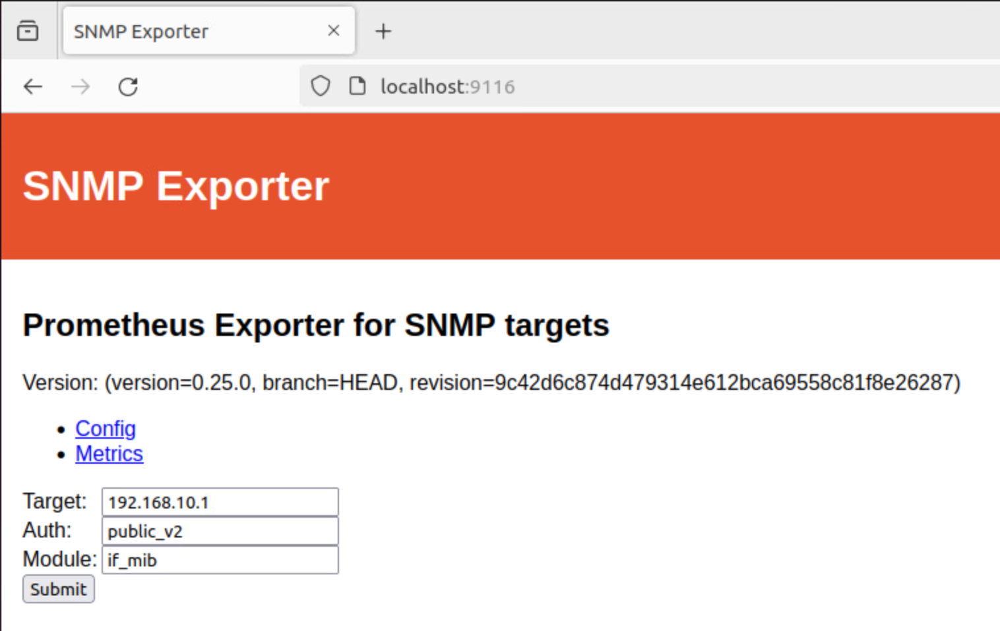 SNMP Exporter
localhost:9116
SNMP Exporter
Prometheus Exporter for SNMP targets
Version: (version=0.25.0, branch=HEAD, revision=9c42d6c874d479314e612bca69558c81f8e26287)
Config
Metrics
Target: 192.168.10.1
Auth: public_v2
Module: if_mib
Submit